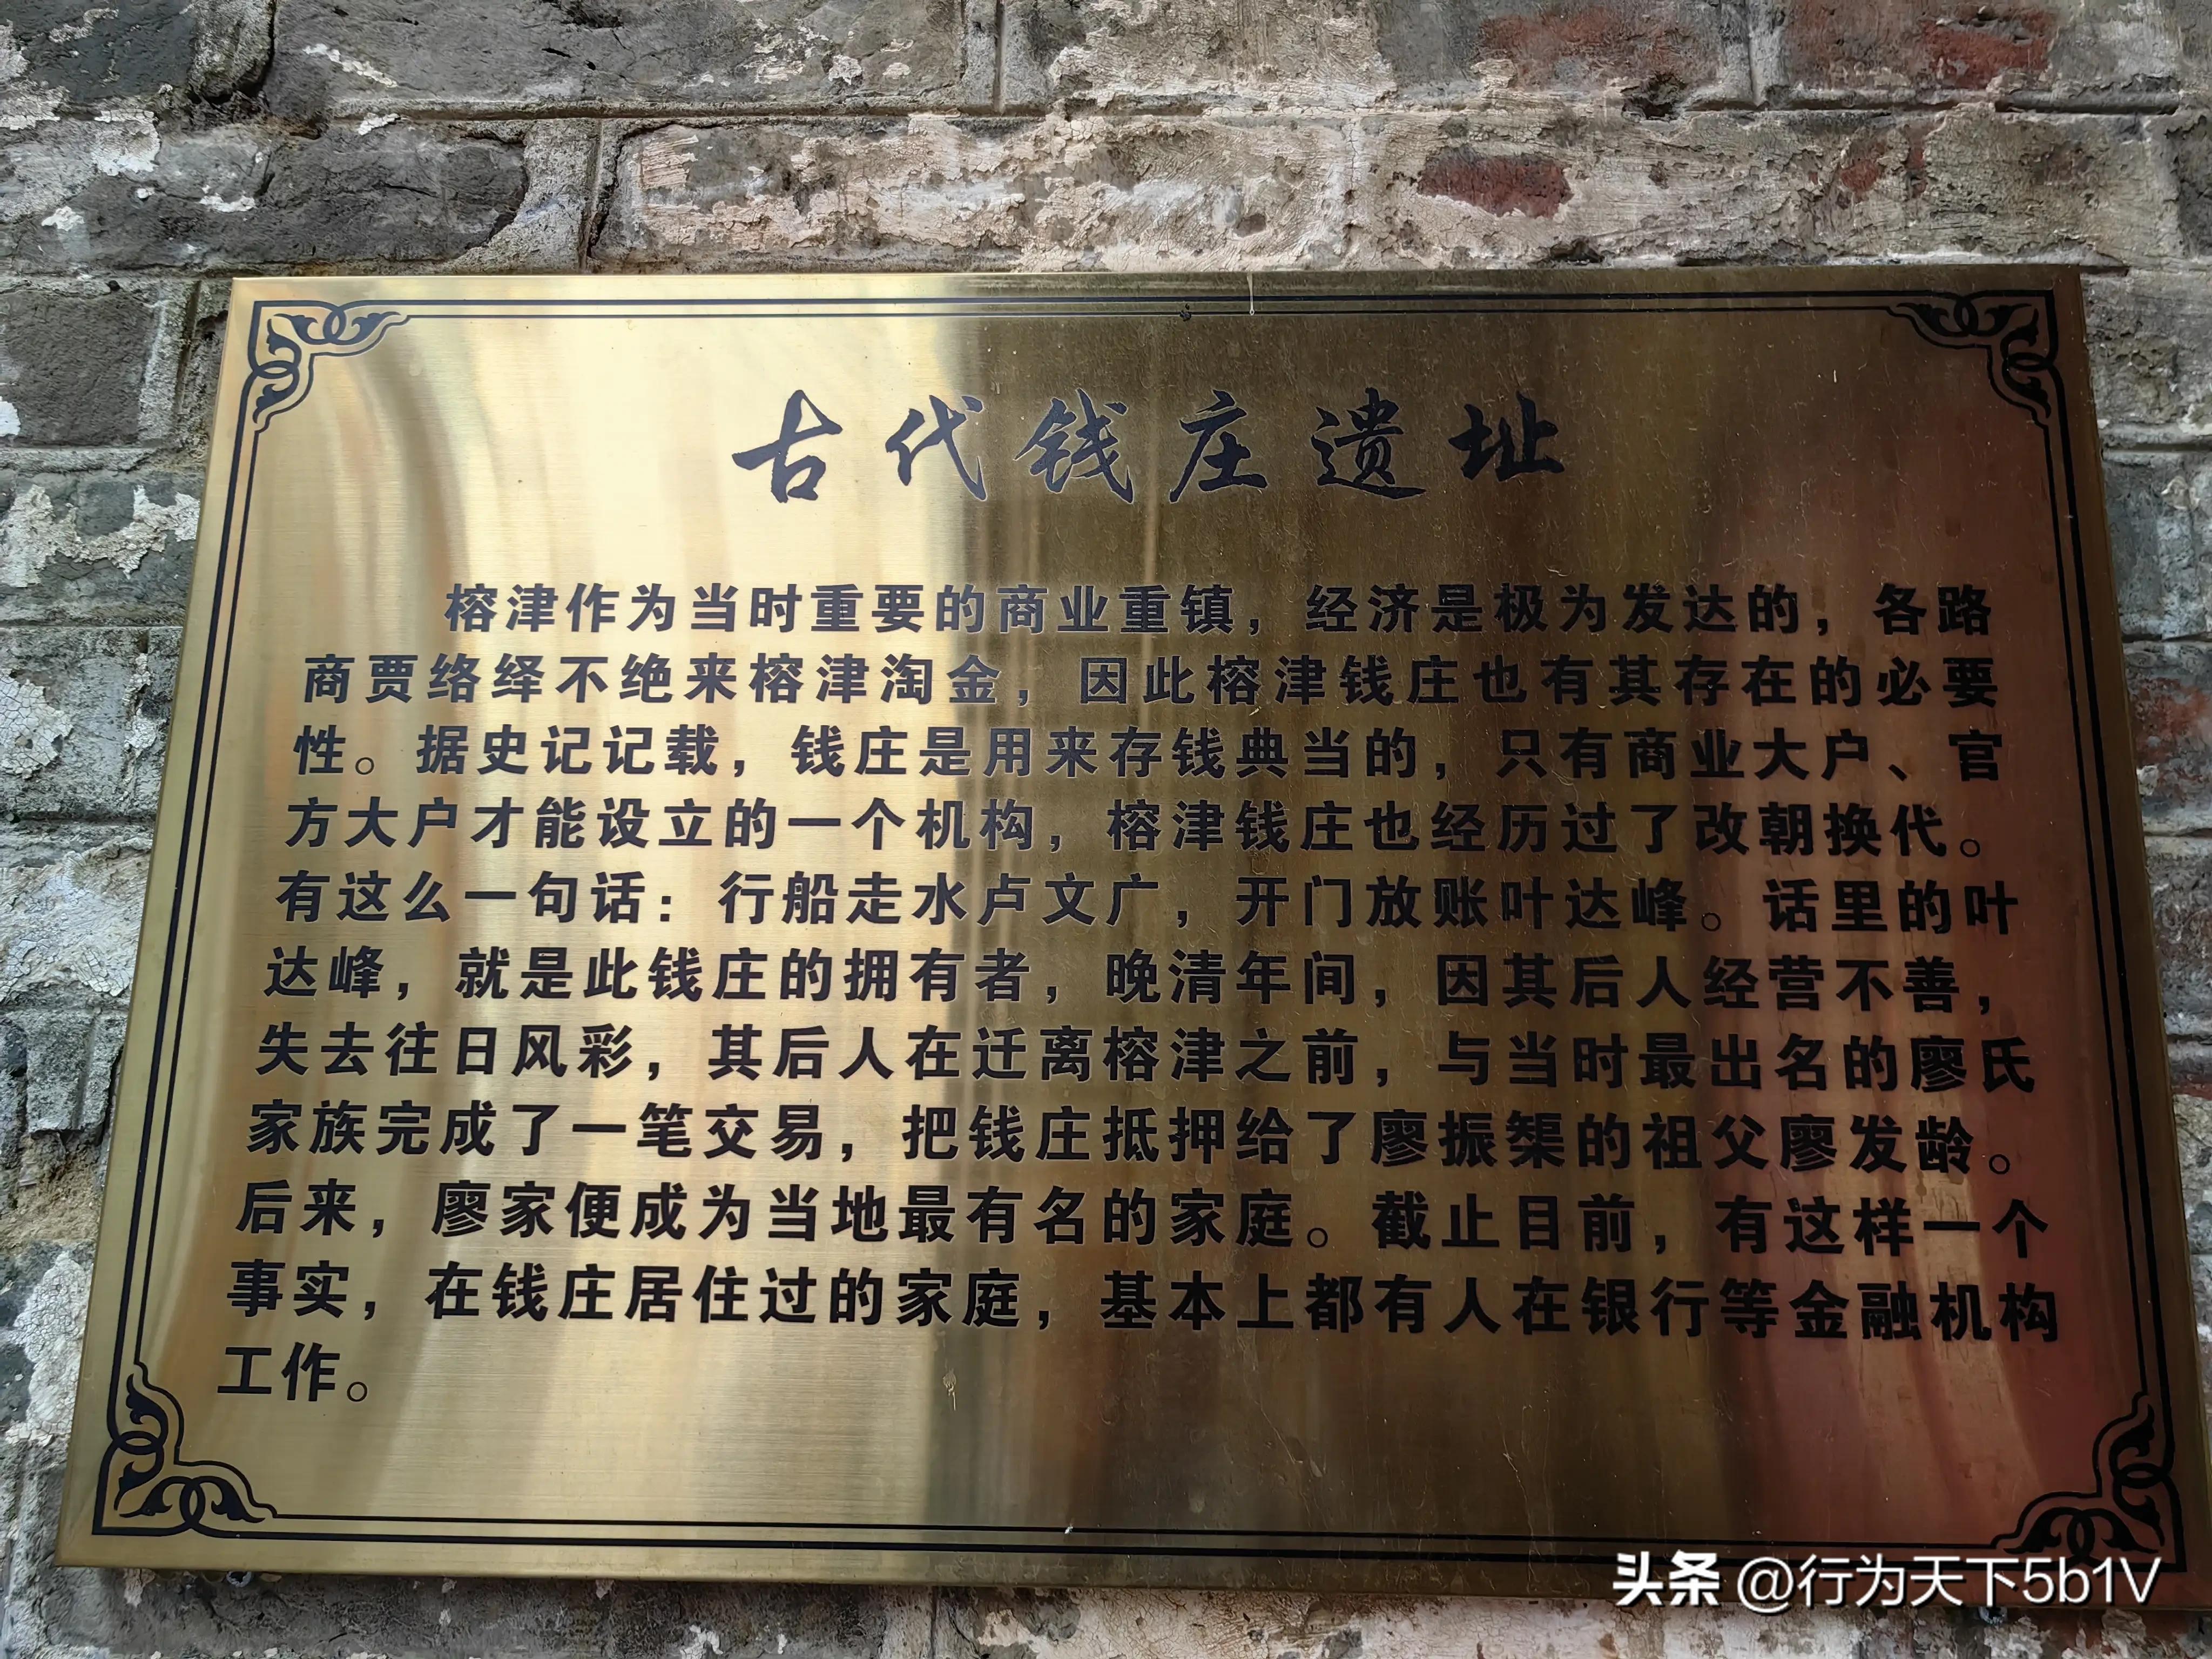 古代钱庄遗址
榕津作为当时重要的商业重镇，经济是极为发达的，各路
商贾络绎不绝来榕津淘金，因此榕津钱庄也有其存在的必要
性。据史记记载，钱庄是用来存钱典当的，只有商业大户、官
方大户才能设立的一个机构，榕津钱庄也经历过了改朝换代。
有这么一句话：行船走水卢文广，开门放账叶达峰。话里的叶
达峰，就是此钱庄的拥有者，晚清年间，因其后人经营不善，
失去往日风彩，其后人在迁离榕津之前，与当时最出名的廖氏
家族完成了一笔交易，把钱庄抵押给了廖振榘的祖父廖发龄。
后来，廖家便成为当地最有名的家庭。截止目前，有这样一个
事实，在钱庄居住过的家庭，基本上都有人在银行等金融机构
工作。
头条 @行为天下5b1V